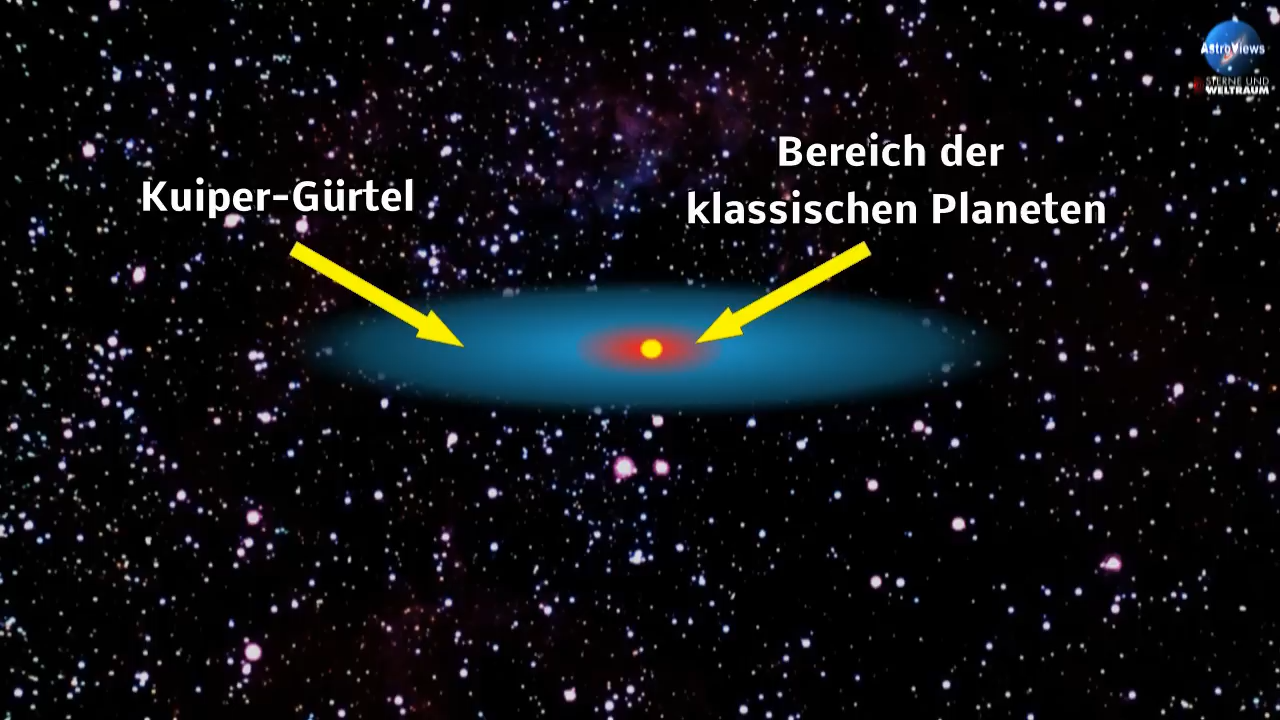 AstroViews
STERNE UND
WELTRAUM
Bereich der
klassischen Planeten
Kuiper-Gürtel